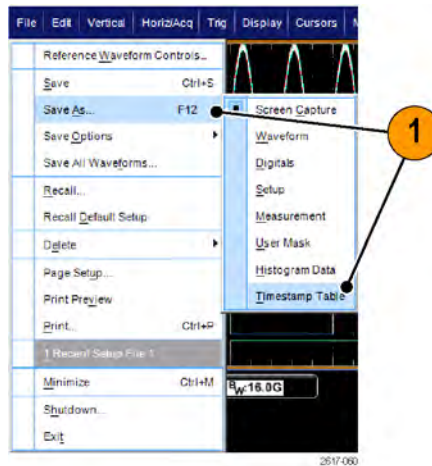 File Edit Vertical Horiz/Acq Trig Display Cursors
Reference Waveform Controls...
Save Ctrl+S
Save As... F12
Save Options
Save All Waveforms...
Recall...
Recall Default Setup
Delete
Page Setup...
Print Preview
Print... Ctrl+P
1 Recent Setup File 1
Minimize Ctrl+M
Shutdown...
Exit
Screen Capture
Waveform
Digitals
Setup
Measurement
User Mask
Histogram Data
Timestamp Table
1
BW:16.0G
2617-060